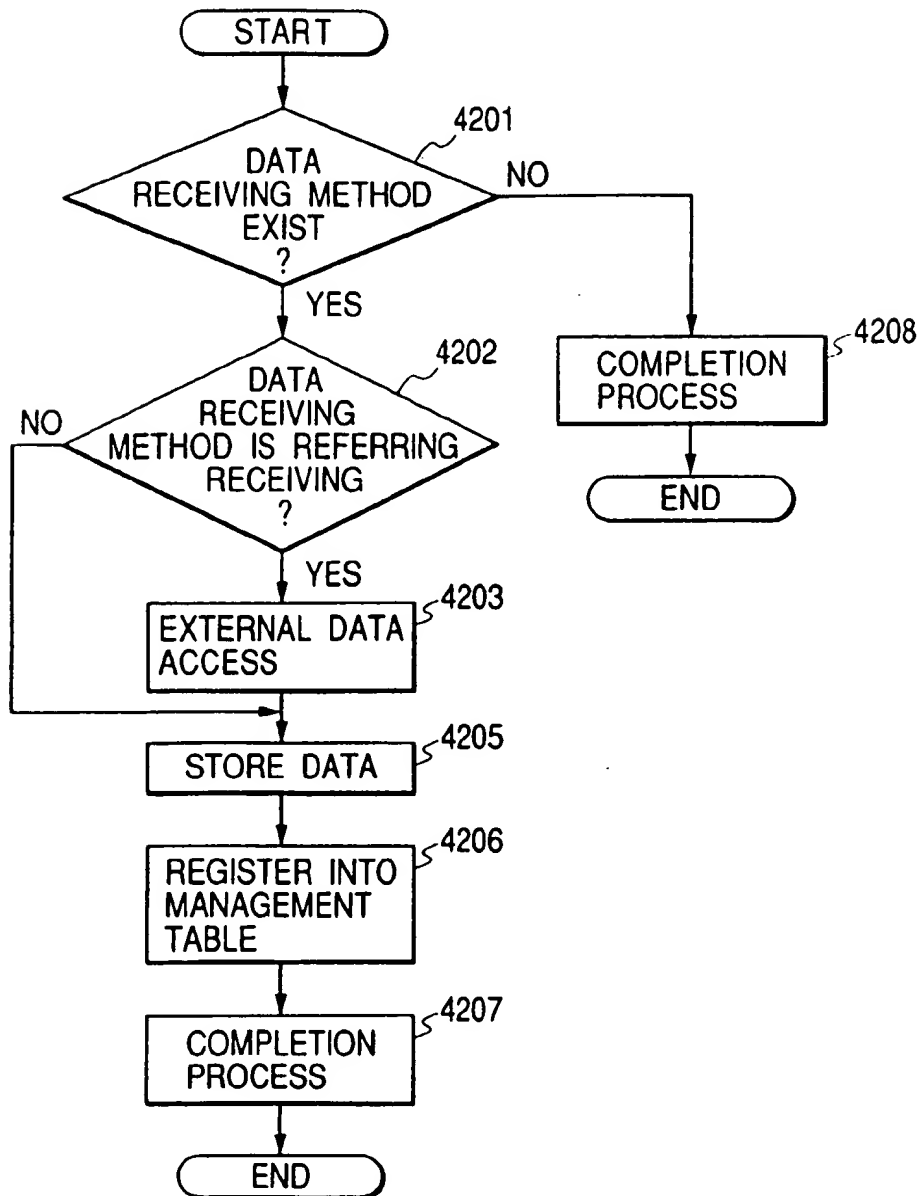 START
4201
DATA
RECEIVING METHOD
EXIST
?
NO
YES
4202
DATA
RECEIVING
METHOD IS REFERRING
RECEIVING
?
NO
4208
COMPLETION
PROCESS
END
YES
4203
EXTERNAL DATA
ACCESS
4205
STORE DATA
4206
REGISTER INTO
MANAGEMENT
TABLE
4207
COMPLETION
PROCESS
END